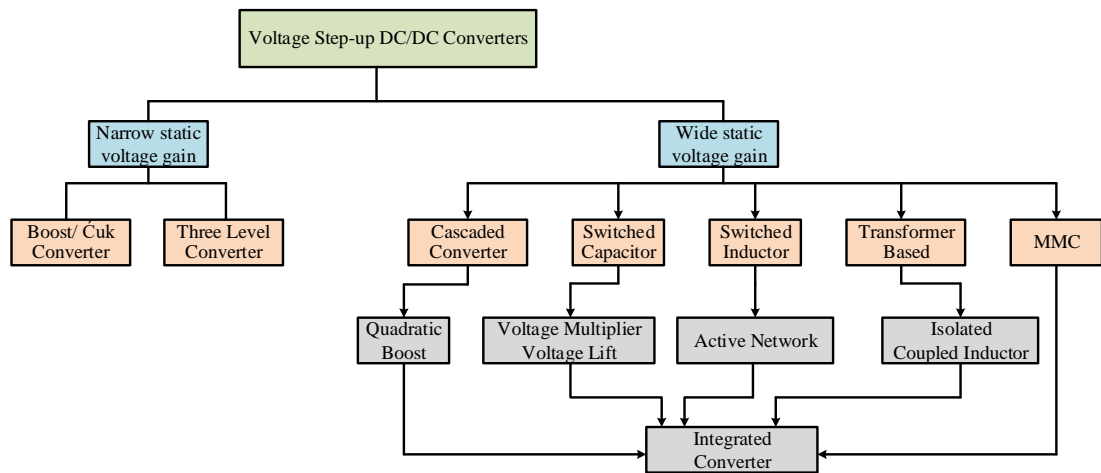 Voltage Step-up DC/DC Converters
Narrow static
voltage gain
Wide static
voltage gain
Boost/ Ćuk
Converter
Three Level
Converter
Cascaded
Converter
Switched
Capacitor
Switched
Inductor
Transformer
Based
MMC
Quadratic
Boost
Voltage Multiplier
Voltage Lift
Active Network
Isolated
Coupled Inductor
Integrated
Converter